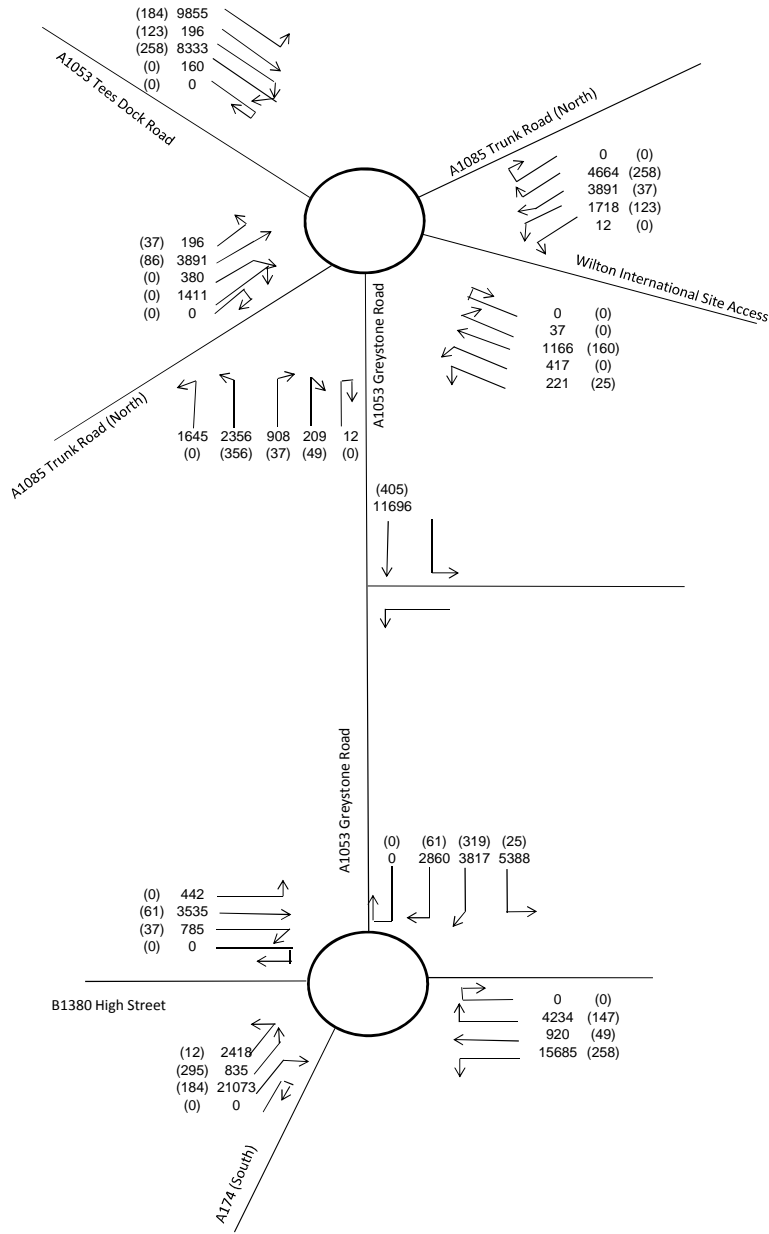 (184) 9855
(123) 196
(258) 8333
(0) 160
(0) 0
A1053 Tees Dock Road
A1085 Trunk Road (North)
0 (0)
4664 (258)
3891 (37)
1718 (123)
12 (0)
Wilton International Site Access
(37) 196
(86) 3891
(0) 380
(0) 1411
(0) 0
0 (0)
37 (0)
1166 (160)
417 (0)
221 (25)
A1053 Greystone Road
A1085 Trunk Road (North)
1645 2356 908 209 12
(0) (356) (37) (49) (0)
(405)
11696
A1053 Greystone Road
(0) (61) (319) (25)
0 2860 3817 5388
(0) 442
(61) 3535
(37) 785
(0) 0
B1380 High Street
0 (0)
4234 (147)
920 (49)
15685 (258)
(12) 2418
(295) 835
(184) 21073
(0) 0
A174 (South)